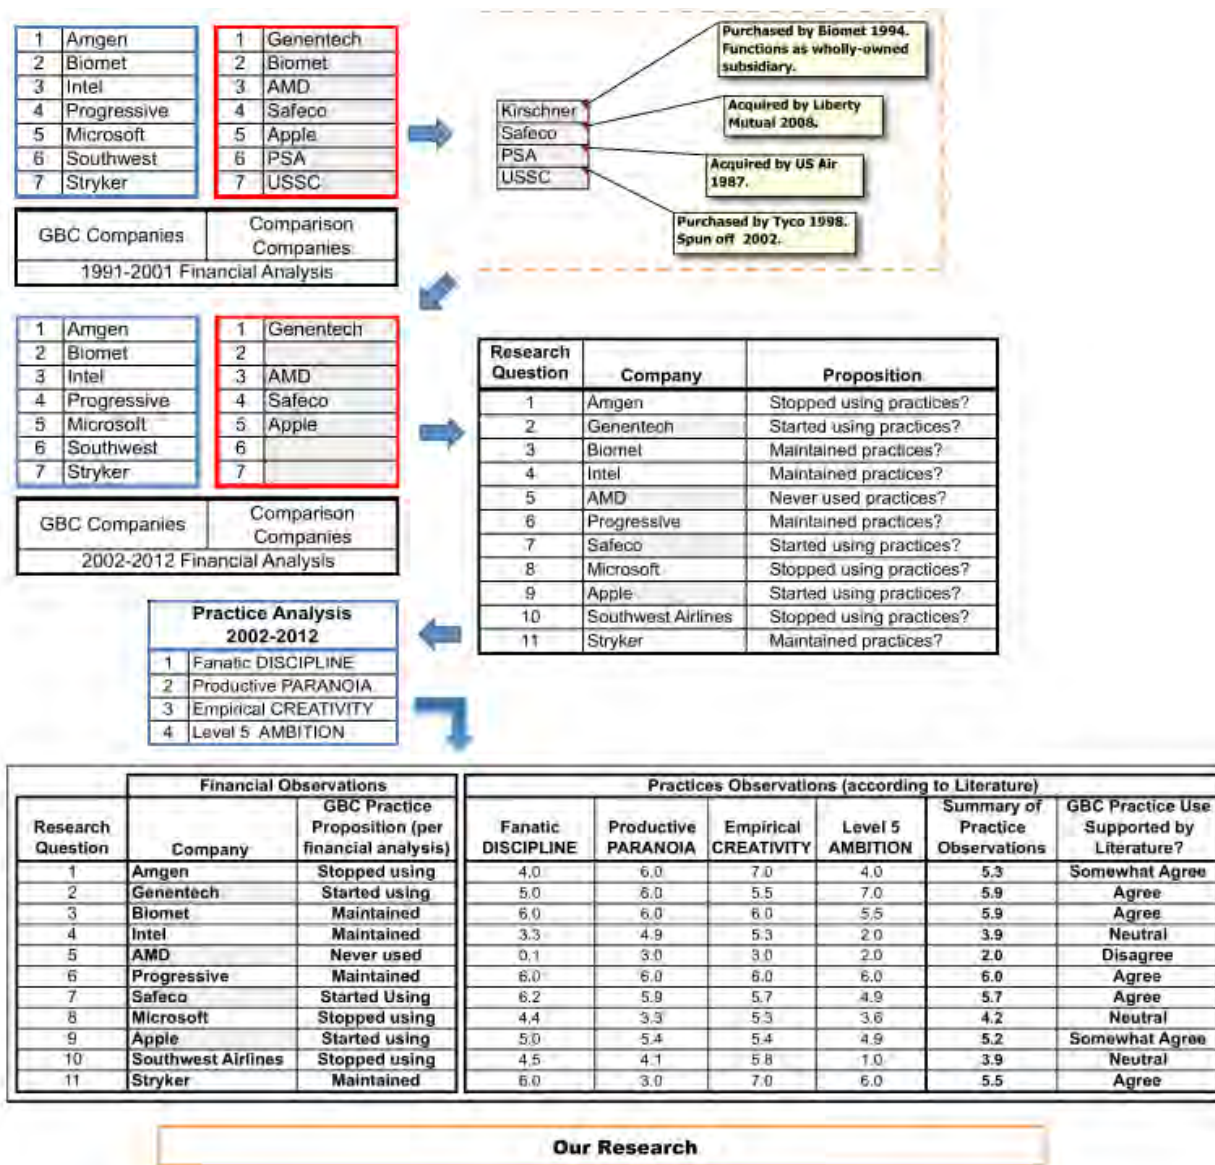 1 Amgen
2 Biomet
3 Intel
4 Progressive
5 Microsoft
6 Southwest
7 Stryker
1 Genentech
2 Biomet
3 AMD
4 Safeco
5 Apple
6 PSA
7 USSC
GBC Companies
Comparison
Companies
1991-2001 Financial Analysis
Kirschner
Safeco
PSA
USSC
Purchased by Biomet 1994.
Functions as wholly-owned
subsidiary.
Acquired by Liberty
Mutual 2008.
Acquired by US Air
1987.
Purchased by Tyco 1998.
Spun off 2002.
1 Amgen
2 Biomet
3 Intel
4 Progressive
5 Microsoft
6 Southwest
7 Stryker
1 Genentech
2
3 AMD
4 Safeco
5 Apple
6
7
GBC Companies
Comparison
Companies
2002-2012 Financial Analysis
Research
Question Company Proposition
1 Amgen Stopped using practices?
2 Genentech Started using practices?
3 Biomet Maintained practices?
4 Intel Maintained practices?
5 AMD Never used practices?
6 Progressive Maintained practices?
7 Safeco Started using practices?
8 Microsoft Stopped using practices?
9 Apple Started using practices?
10 Southwest Airlines Stopped using practices?
11 Stryker Maintained practices?
Practice Analysis
2002-2012
1 Fanatic DISCIPLINE
2 Productive PARANOIA
3 Empirical CREATIVITY
4 Level 5 AMBITION
Financial Observations Practices Observations (according to Literature)
GBC Practice Summary of GBC Practice Use
Research Proposition (per Fanatic Productive Empirical Level 5 Practice Supported by
Question Company financial analysis) DISCIPLINE PARANOIA CREATIVITY AMBITION Observations Literature?
1 Amgen Stopped using 4.0 6.0 7.0 4.0 5.3 Somewhat Agree
2 Genentech Started using 5.0 6.0 5.5 7.0 5.9 Agree
3 Biomet Maintained 6.0 6.0 6.0 5.5 5.9 Agree
4 Intel Maintained 3.3 4.9 5.3 2.0 3.9 Neutral
5 AMD Never used 0.1 3.0 3.0 2.0 2.0 Disagree
6 Progressive Maintained 6.0 6.0 6.0 6.0 6.0 Agree
7 Safeco Started Using 6.2 5.9 5.7 4.9 5.7 Agree
8 Microsoft Stopped using 4.4 3.3 5.3 3.6 4.2 Neutral
9 Apple Started using 5.0 5.4 5.4 4.9 5.2 Somewhat Agree
10 Southwest Airlines Stopped using 4.5 4.1 5.8 1.0 3.9 Neutral
11 Stryker Maintained 6.0 3.0 7.0 6.0 5.5 Agree
Our Research